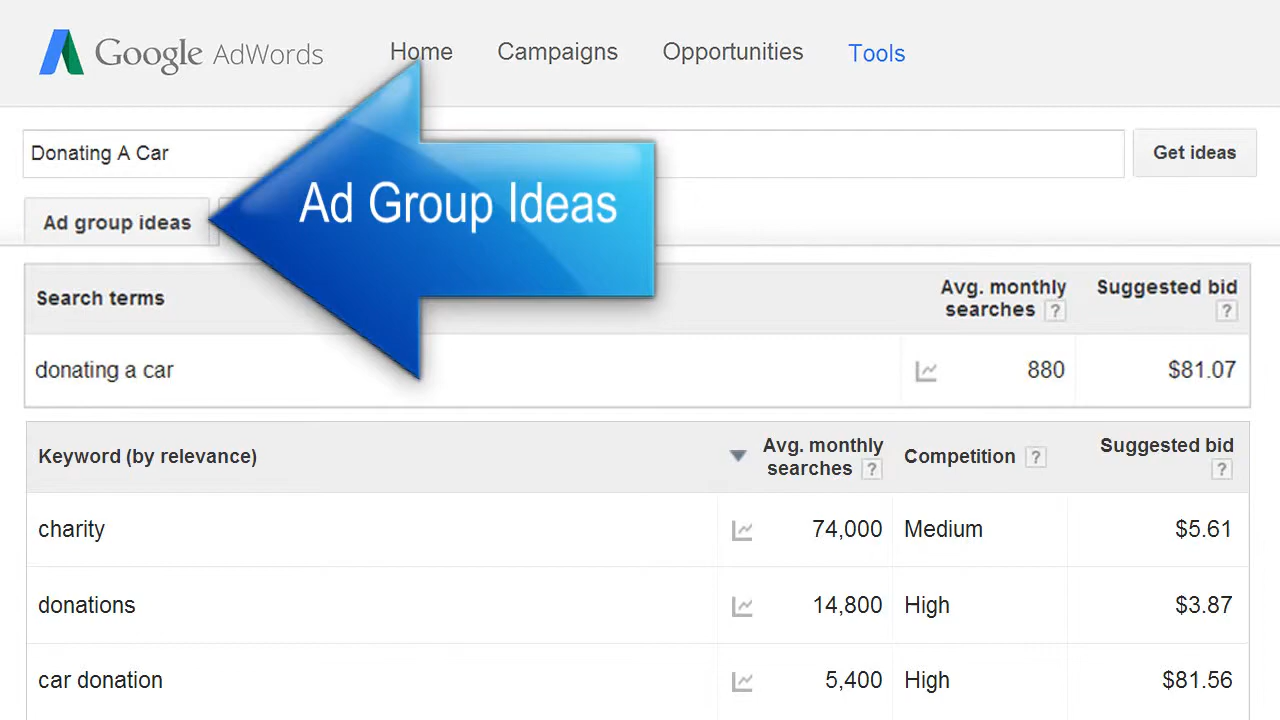 Google AdWords Home Campaigns Opportunities Tools
Donating A Car Get ideas
Ad group ideas
Ad Group Ideas
Search terms Avg. monthly searches ? Suggested bid ?
donating a car 880 $81.07
Keyword (by relevance) Avg. monthly searches ? Competition ? Suggested bid ?
charity 74,000 Medium $5.61
donations 14,800 High $3.87
car donation 5,400 High $81.56